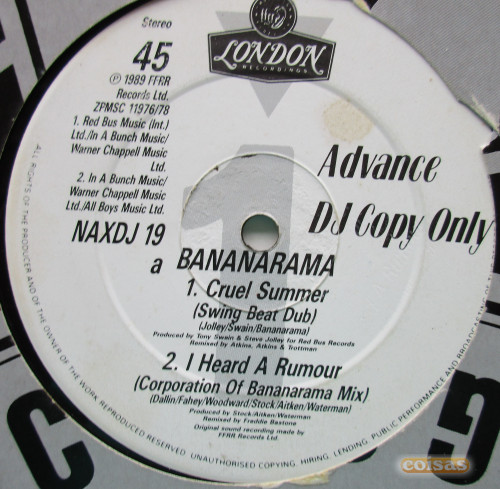 Stereo
45
LONDON
RECORDINGS
℗ 1989 FFRR
Records Ltd.
ZPMSC 11976/78
1. Red Bus Music (Int.)
Ltd./In A Bunch Music/
Warner Chappell Music
Ltd.
2. In A Bunch Music/
Warner Chappell Music
Ltd./All Boys Music Ltd.
NAXDJ 19
a
1
Advance
DJ Copy Only
BANANARAMA
1. Cruel Summer
(Swing Beat Dub)
(Jolley/Swain/Bananarama)
Produced by Tony Swain & Steve Jolley for Red Bus Records
Remixed by Atkins, Atkins & Trottman
2. I Heard A Rumour
(Corporation Of Bananarama Mix)
(Dallin/Fahey/Woodward/Stock/Aitken/Waterman)
Produced by Stock/Aitken/Waterman
Remixed by Freddie Bastone
Original sound recording made by
FFRR Records Ltd.
ALL RIGHTS OF THE PRODUCER AND OF THE OWNER OF THE WORK REPRODUCED RESERVED. UNAUTHORISED COPYING, HIRING, LENDING, PUBLIC PERFORMANCE AND BROADCASTING
coisas